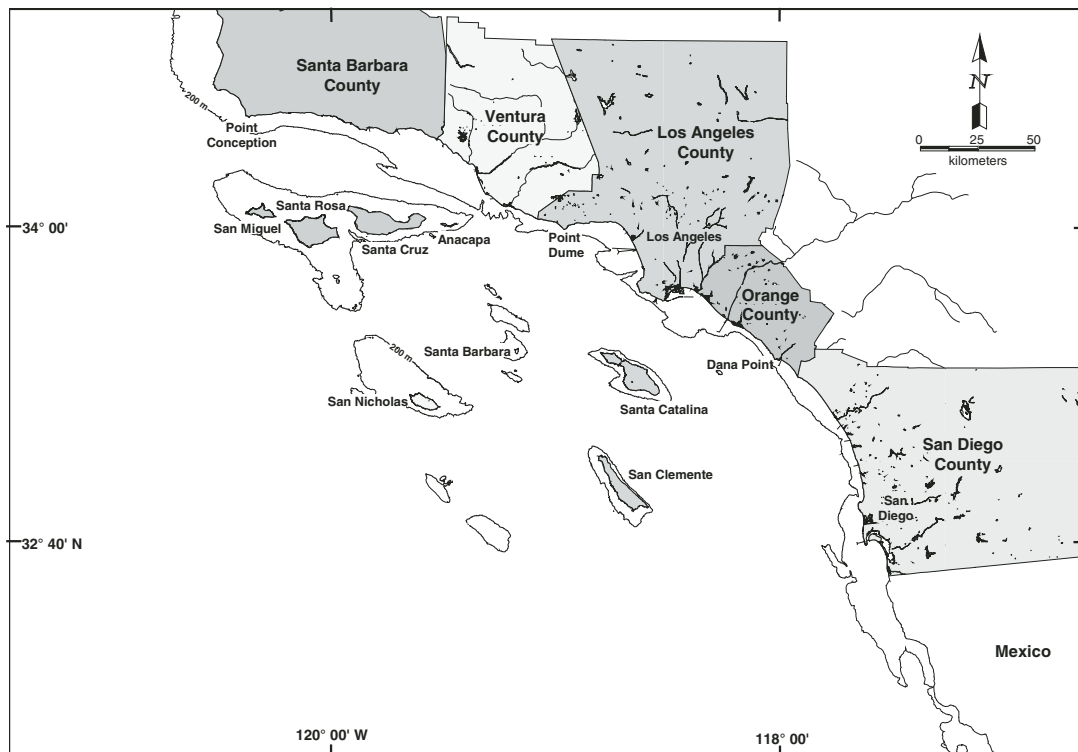 Santa Barbara
County
200 m
Point
Conception
Ventura
County
Los Angeles
County
N
0 25 50
kilometers
34° 00'
Santa Rosa
San Miguel
Santa Cruz
Anacapa
Point
Dume
Los Angeles
Orange
County
200 m
Santa Barbara
Dana Point
San Nicholas
Santa Catalina
San Diego
County
San Clemente
San
Diego
32° 40' N
Mexico
120° 00' W
118° 00'